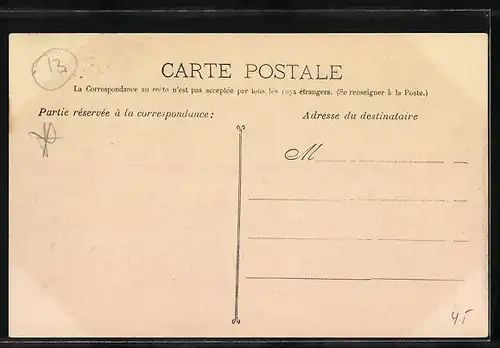 13
CARTE POSTALE
La Correspondance au recto n'est pas acceptée par tous les pays étrangers. (Se renseigner à la Poste.)
Partie réservée à la correspondance:
Adresse du destinataire
M